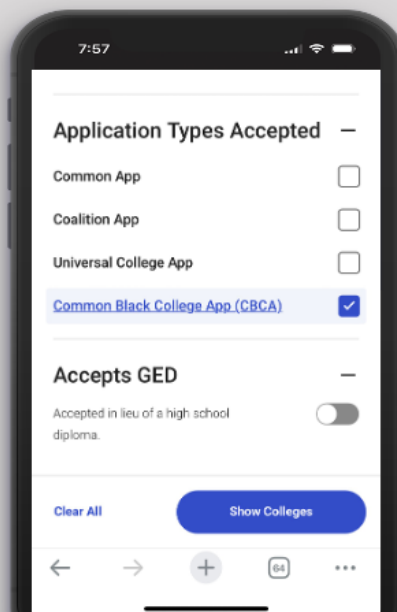 7:57
Application Types Accepted
Common App
Coalition App
Universal College App
Common Black College App (CBCA)
Accepts GED
Accepted in lieu of a high school
diploma.
Clear All
Show Colleges
64